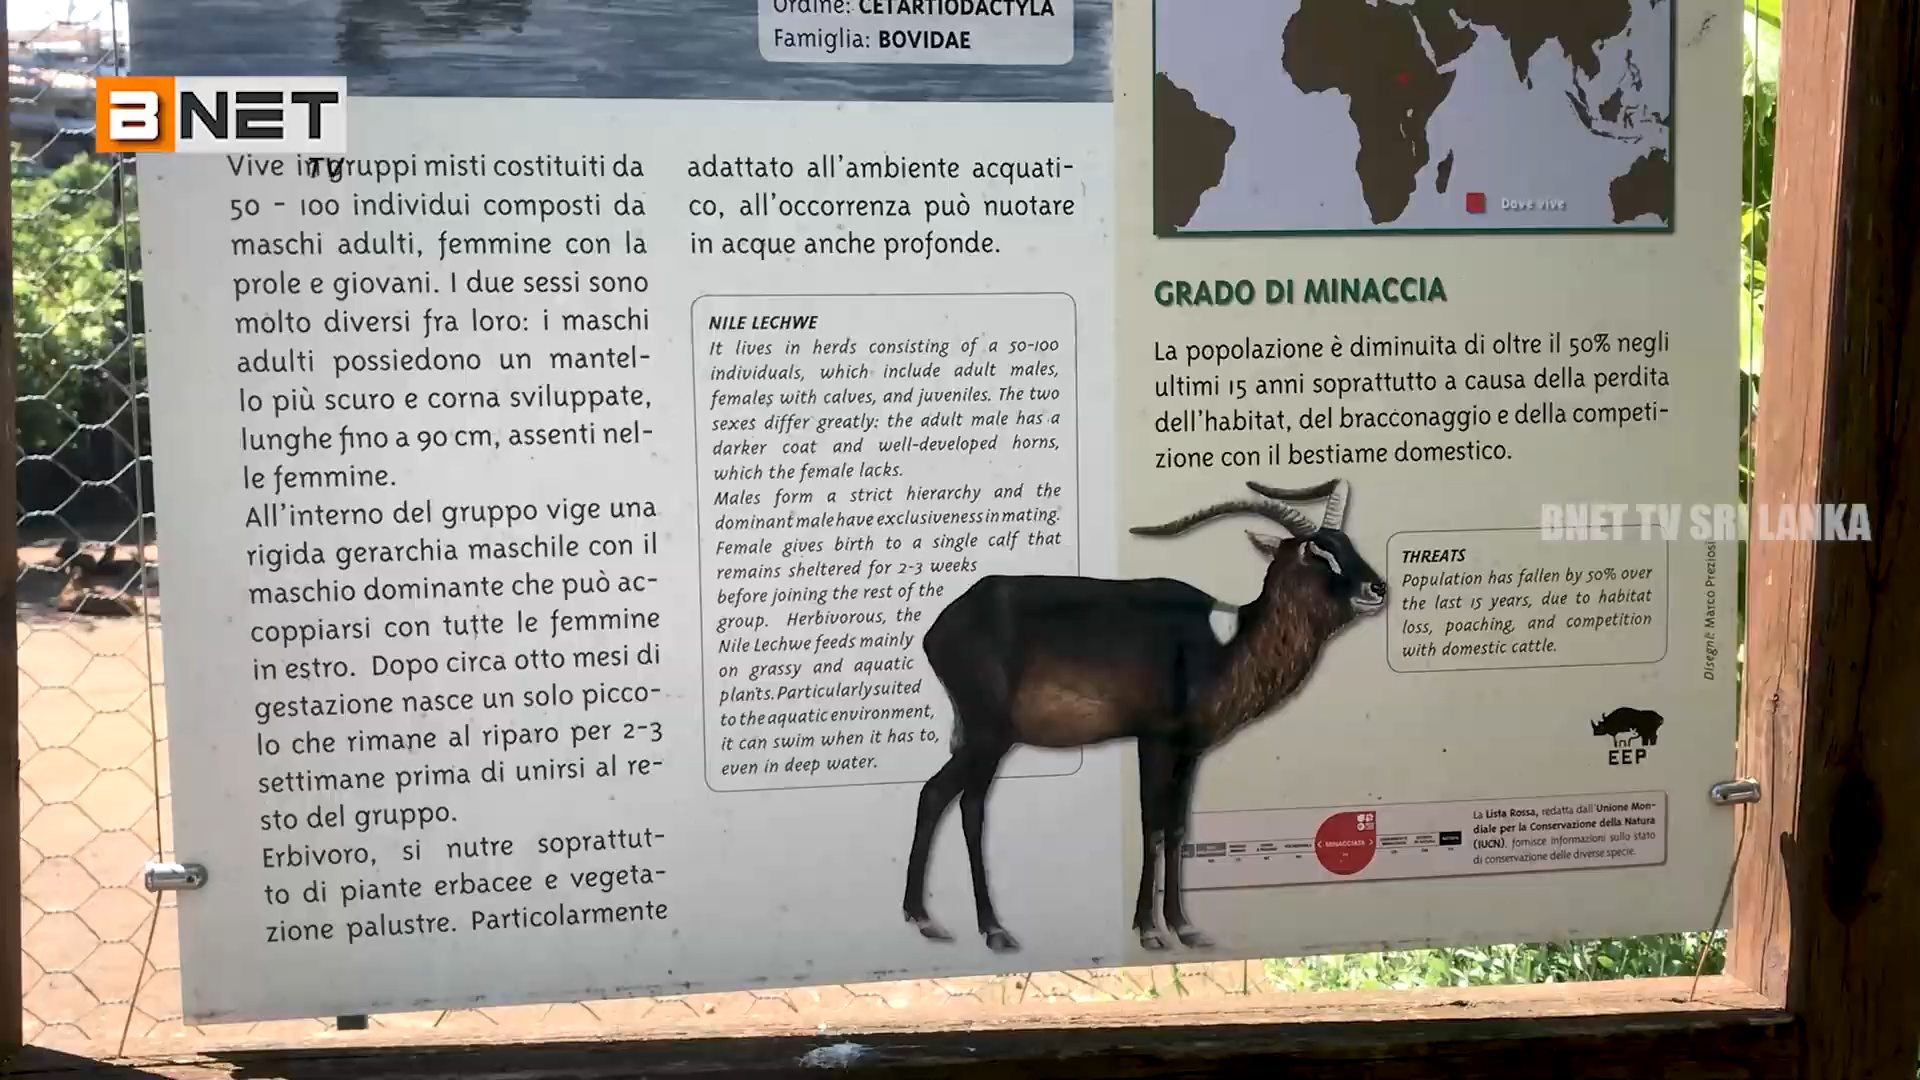 Ordine: CETARTIODACTYLA
Famiglia: BOVIDAE
BNET
TV
Vive in gruppi misti costituiti da
50 - 100 individui composti da
maschi adulti, femmine con la
prole e giovani. I due sessi sono
molto diversi fra loro: i maschi
adulti possiedono un mantel-
lo più scuro e corna sviluppate,
lunghe fino a 90 cm, assenti nel-
le femmine.
All'interno del gruppo vige una
rigida gerarchia maschile con il
maschio dominante che può ac-
coppiarsi con tutte le femmine
in estro. Dopo circa otto mesi di
gestazione nasce un solo picco-
lo che rimane al riparo per 2-3
settimane prima di unirsi al re-
sto del gruppo.
Erbivoro, si nutre soprattut-
to di piante erbacee e vegeta-
zione palustre. Particolarmente
adattato all'ambiente acquati-
co, all'occorrenza può nuotare
in acque anche profonde.
NILE LECHWE
It lives in herds consisting of a 50-100
individuals, which include adult males,
females with calves, and juveniles. The two
sexes differ greatly: the adult male has a
darker coat and well-developed horns,
which the female lacks.
Males form a strict hierarchy and the
dominant male have exclusiveness in mating.
Female gives birth to a single calf that
remains sheltered for 2-3 weeks
before joining the rest of the
group. Herbivorous, the
Nile Lechwe feeds mainly
on grassy and aquatic
plants. Particularly suited
to the aquatic environment,
it can swim when it has to,
even in deep water.
Dove vive
GRADO DI MINACCIA
La popolazione è diminuita di oltre il 50% negli
ultimi 15 anni soprattutto a causa della perdita
dell'habitat, del bracconaggio e della competi-
zione con il bestiame domestico.
BNET TV SRI LANKA
THREATS
Population has fallen by 50% over
the last 15 years, due to habitat
loss, poaching, and competition
with domestic cattle.
Disegni: Marco Preziosi
EEP
MINACCIATA
La Lista Rossa, redatta dall'Unione Mon-
diale per la Conservazione della Natura
(IUCN), fornisce informazioni sullo stato
di conservazione delle diverse specie.